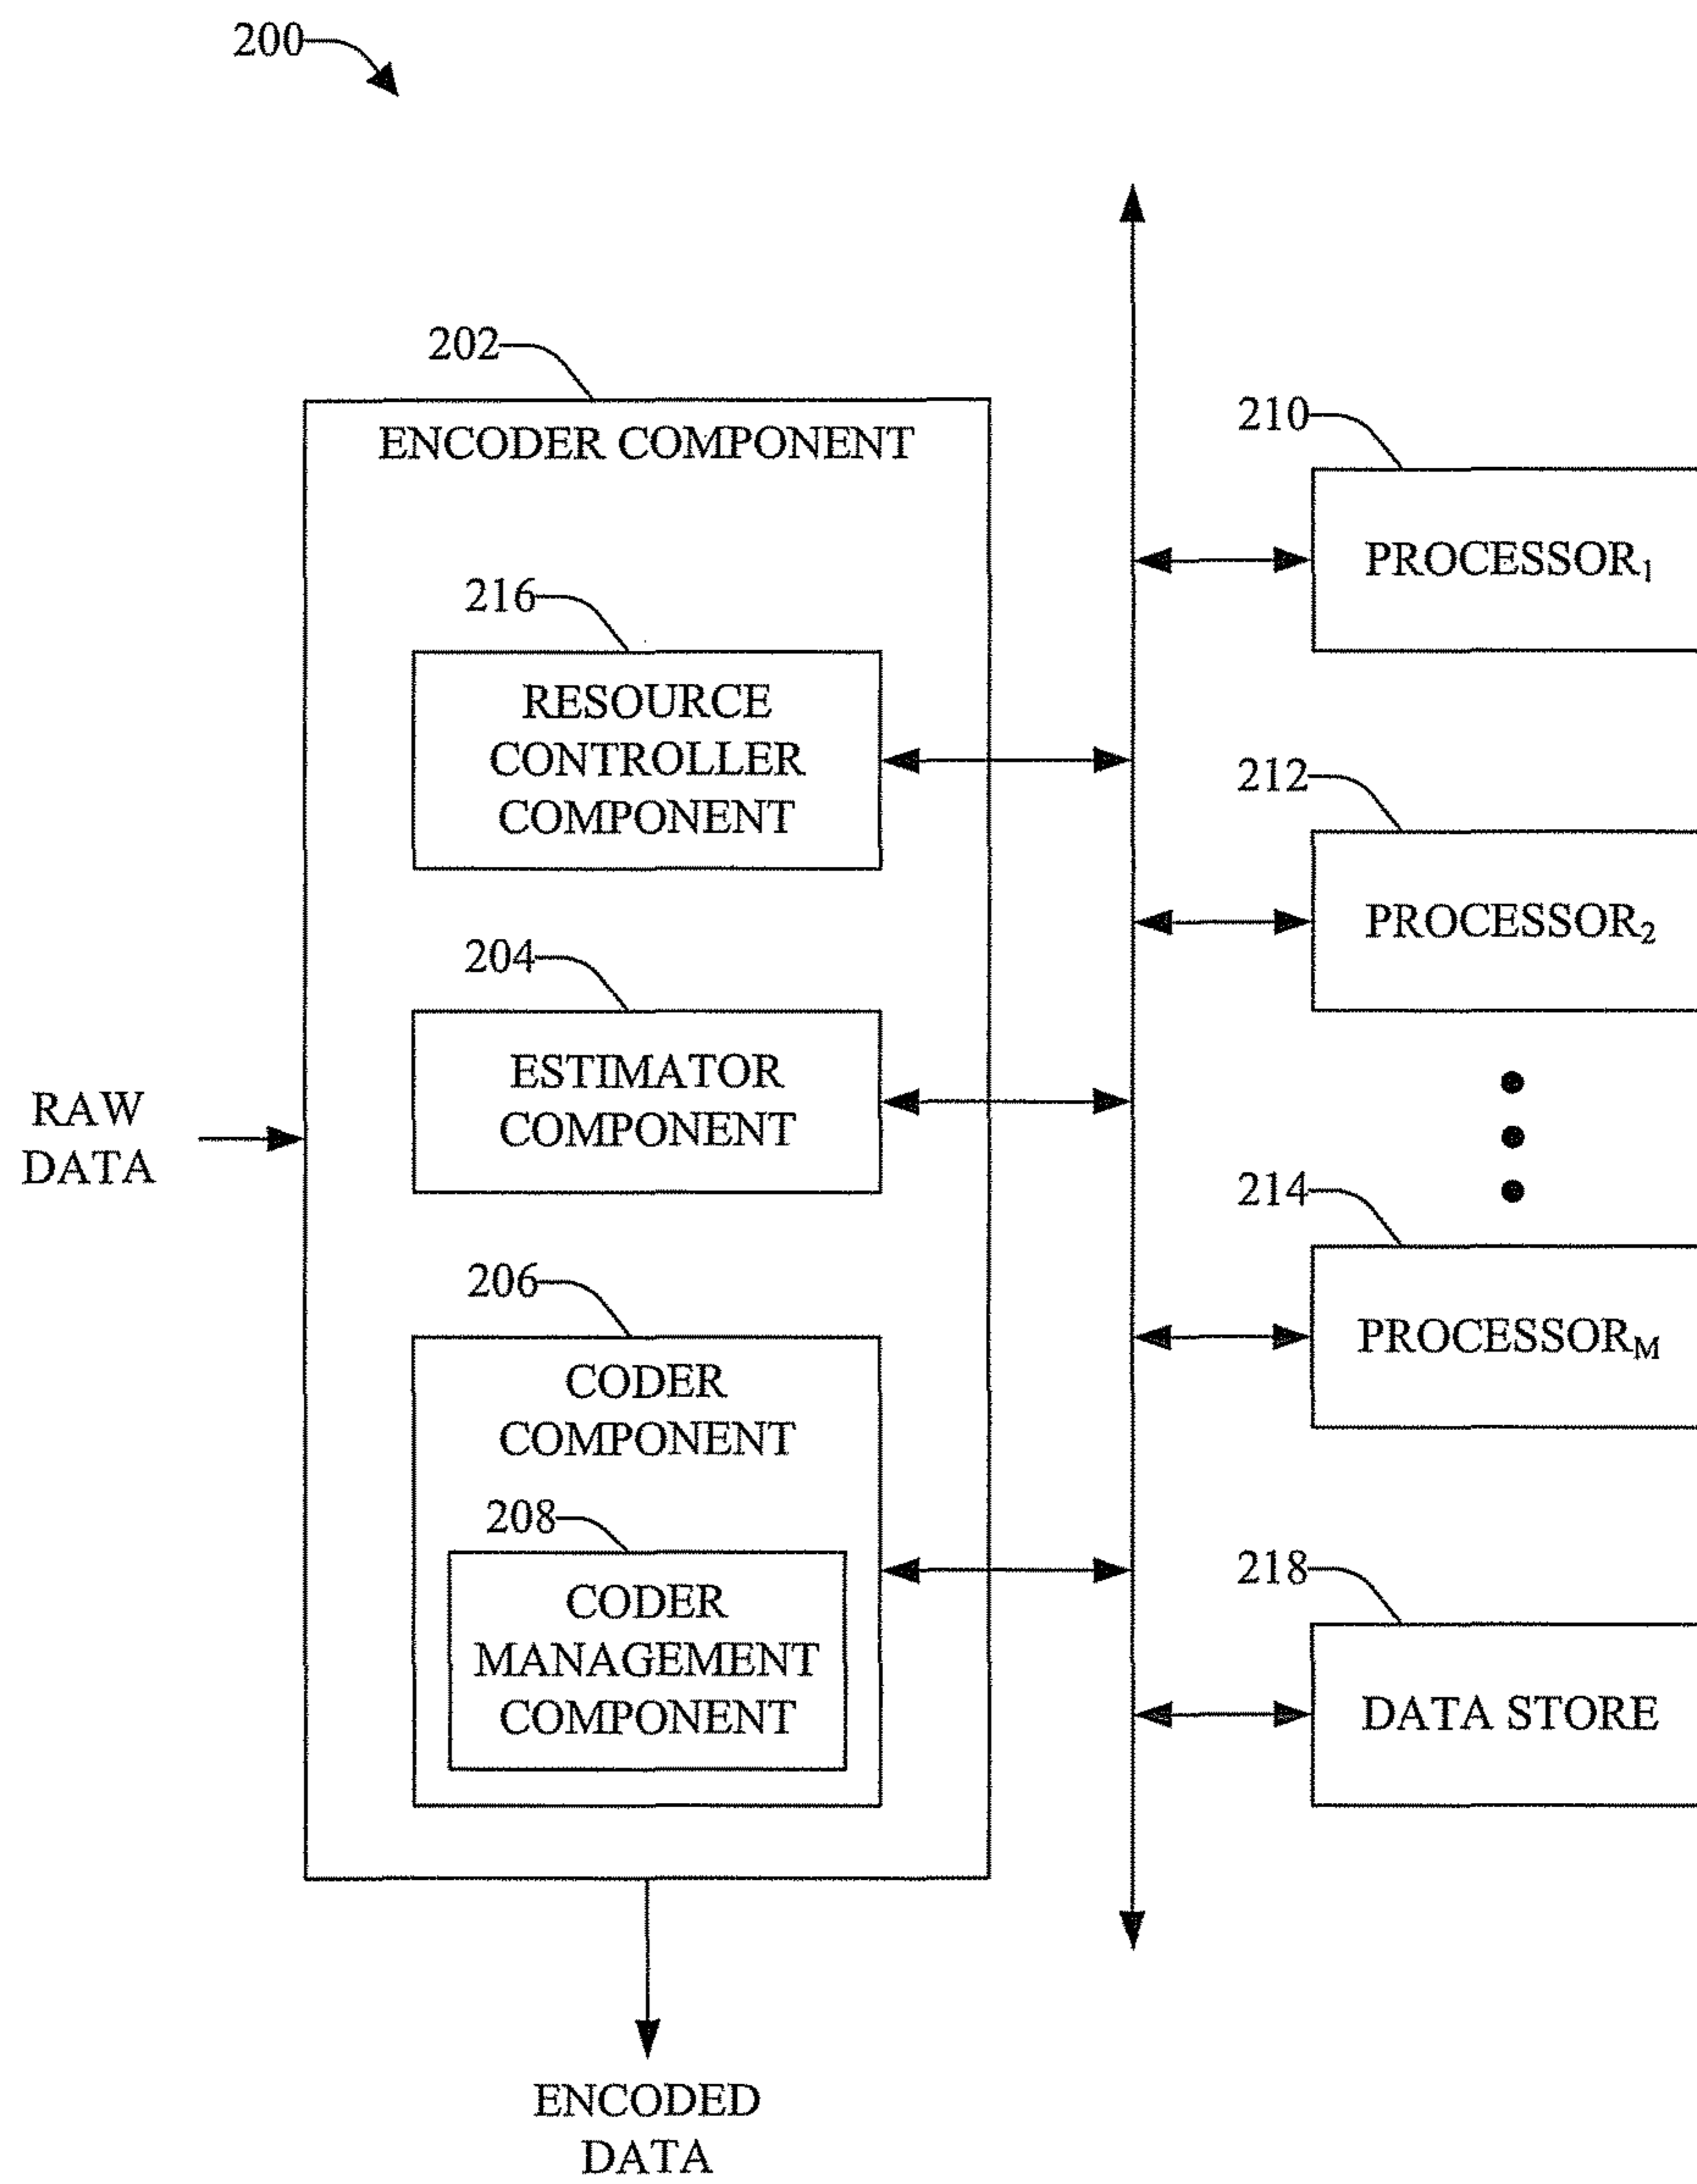 200
202
ENCODER COMPONENT
216
RESOURCE
CONTROLLER
COMPONENT
204
ESTIMATOR
COMPONENT
RAW
DATA
206
CODER
COMPONENT
208
CODER
MANAGEMENT
COMPONENT
ENCODED
DATA
210
PROCESSOR₁
212
PROCESSOR₂
214
PROCESSOR_M
218
DATA STORE